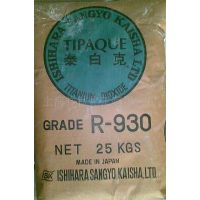 ISHIHARA SANGYO KAISHA LTD
TIPAQUE
泰白克
TITANIUM DIOXIDE
GRADE R-930
NET 25 KGS
MADE IN JAPAN
ISHIHARA SANGYO KAISHA, LTD.